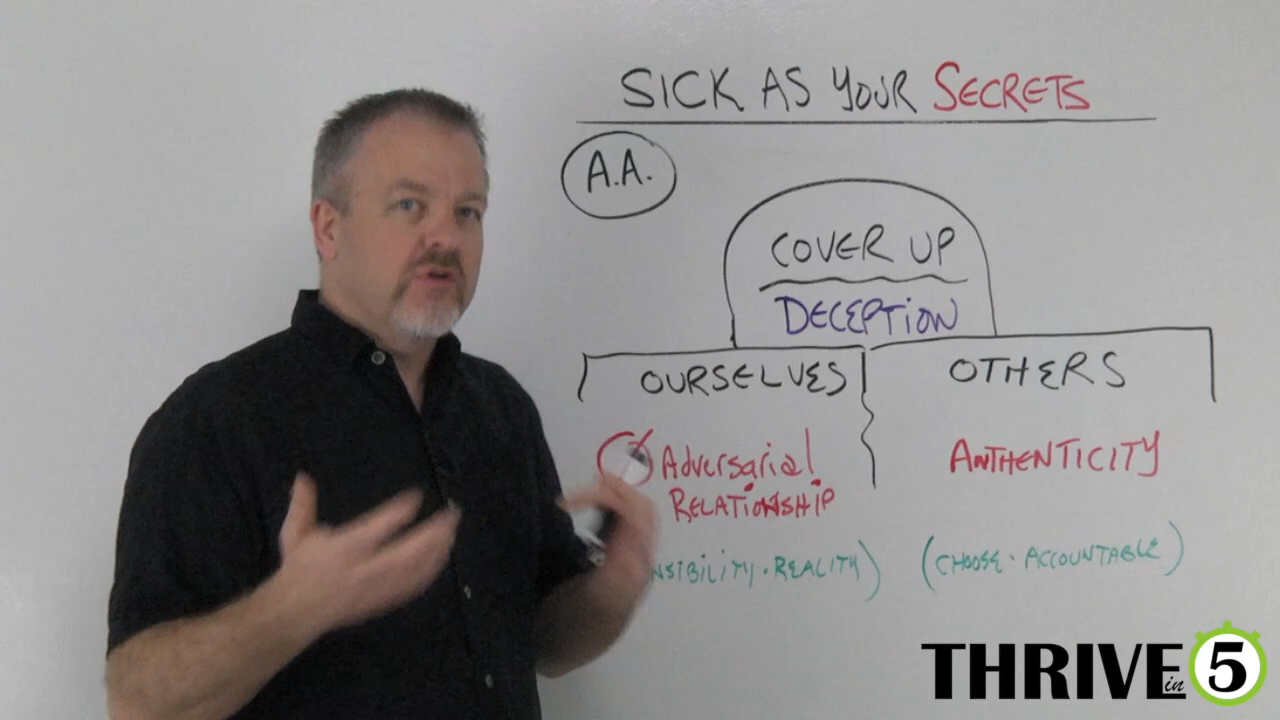 SICK AS YOUR SECRETS
A.A.
COVER UP
DECEPTION
OURSELVES
OTHERS
Adversarial
RELATIONSHIP
AUTHENTICITY
REALITY)
(CHOOSE · ACCOUNTABLE)
THRIVE in 5